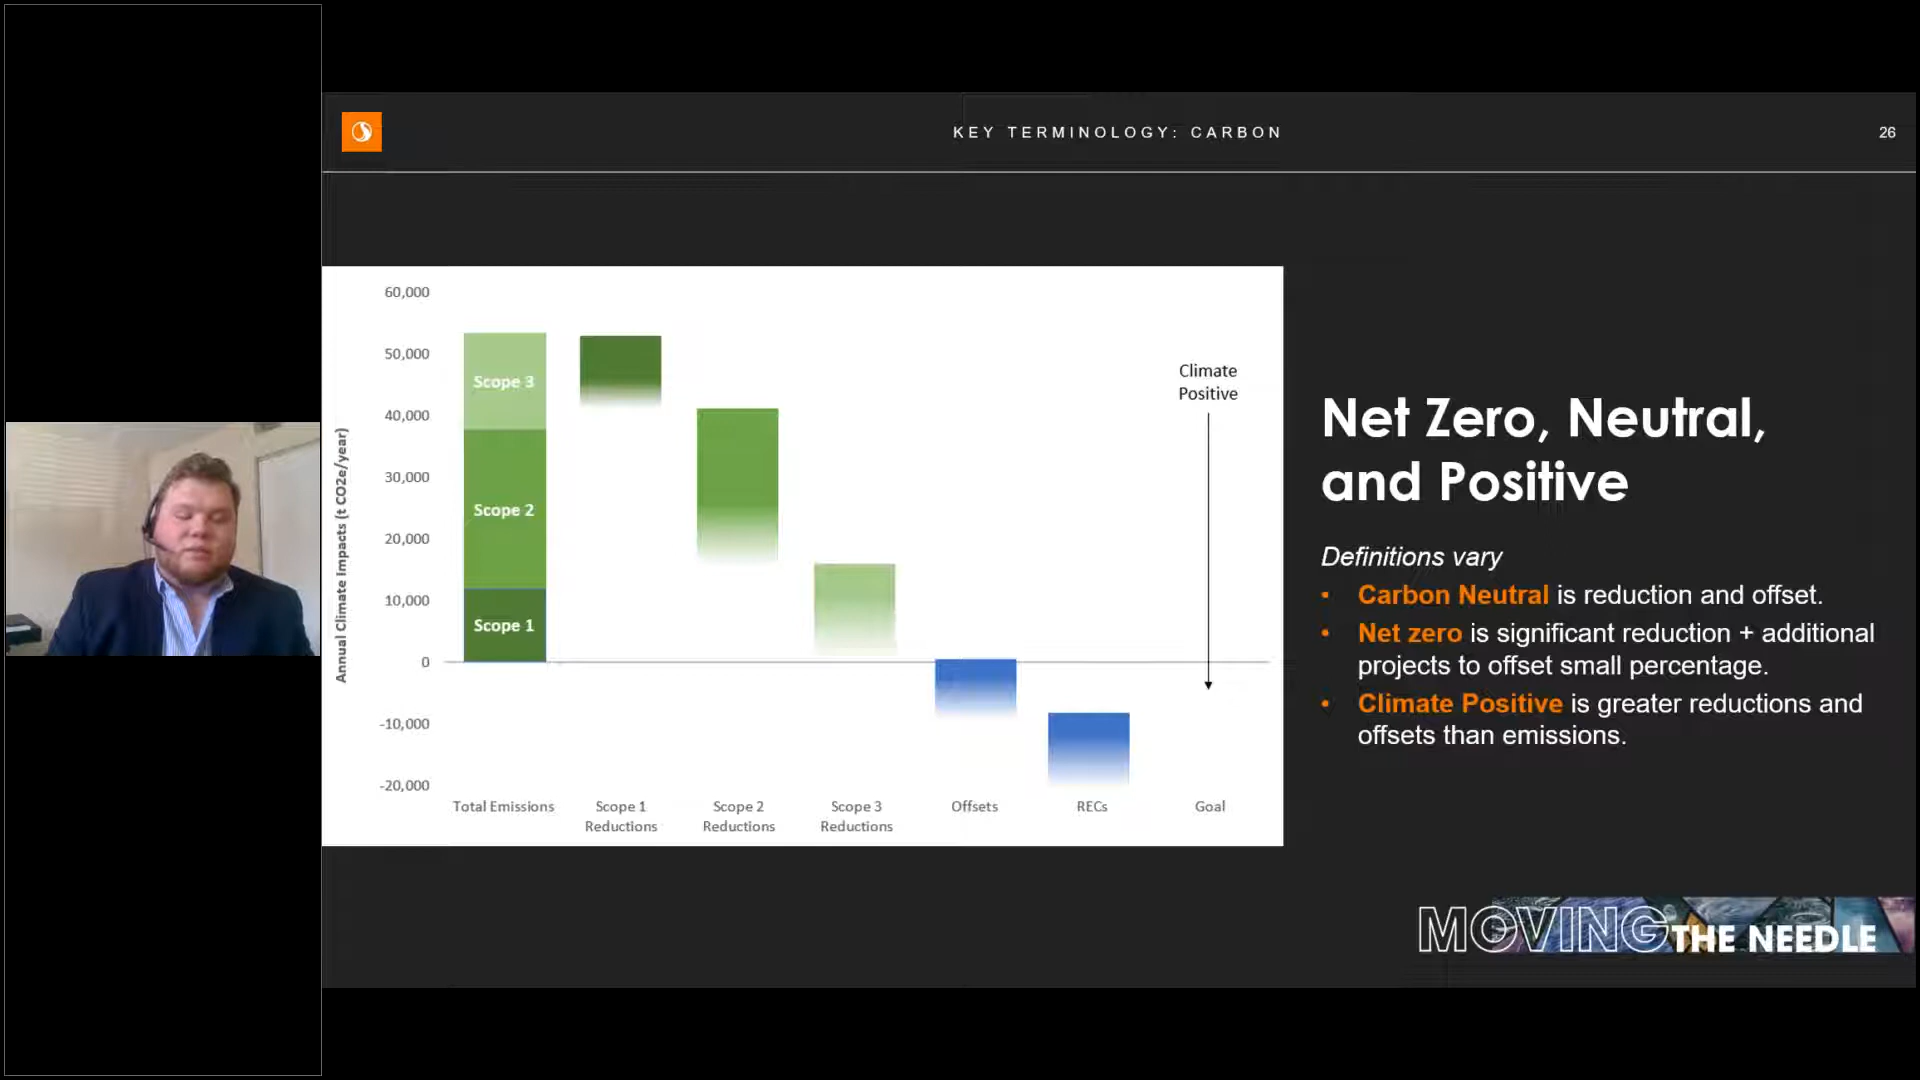 KEY TERMINOLOGY: CARBON
26
Annual Climate Impacts (t CO2e/year)
60,000
50,000
40,000
30,000
20,000
10,000
0
-10,000
-20,000
Scope 3
Scope 2
Scope 1
Climate
Positive
Total Emissions
Scope 1
Reductions
Scope 2
Reductions
Scope 3
Reductions
Offsets
RECs
Goal
Net Zero, Neutral,
and Positive
Definitions vary
• Carbon Neutral is reduction and offset.
• Net zero is significant reduction + additional
projects to offset small percentage.
• Climate Positive is greater reductions and
offsets than emissions.
MOVING THE NEEDLE